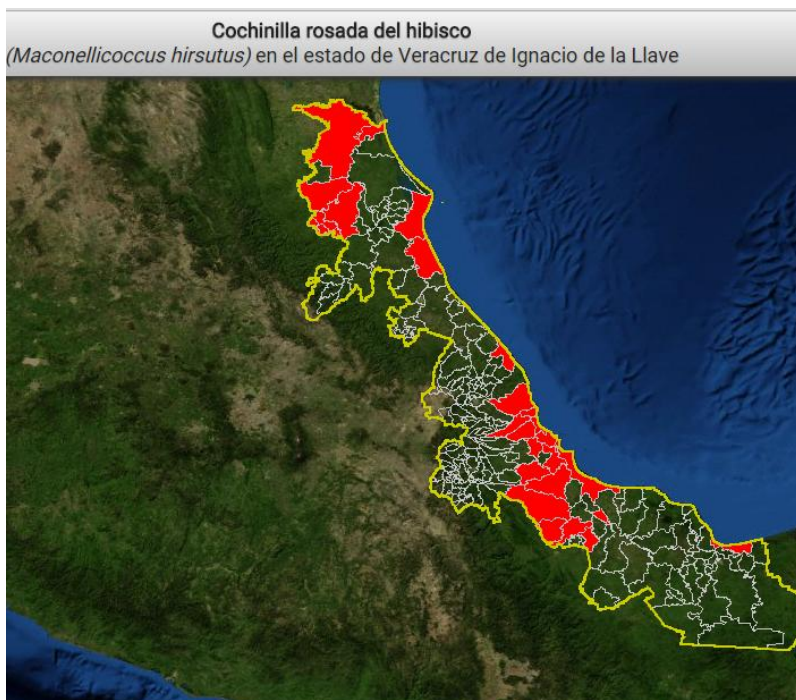 Cochinilla rosada del hibisco
(Maconellicoccus hirsutus) en el estado de Veracruz de Ignacio de la Llave